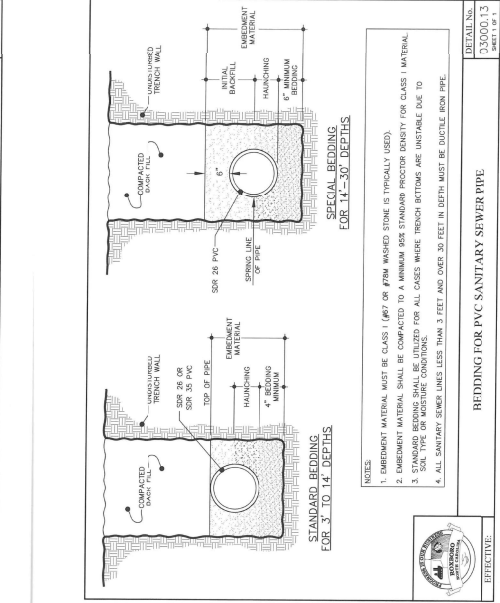 UNDISTURBED
TRENCH WALL
COMPACTED
BACK FILL
SDR 26 OR
SDR 35 PVC
TOP OF PIPE
EMBEDMENT
MATERIAL
HAUNCHING
4" BEDDING
MINIMUM
STANDARD BEDDING
FOR 3' TO 14' DEPTHS
UNDISTURBED
TRENCH WALL
COMPACTED
BACK FILL
6"
SDR 26 PVC
SPRING LINE
OF PIPE
INITIAL
BACKFILL
EMBEDMENT
MATERIAL
HAUNCHING
6" MINIMUM
BEDDING
SPECIAL BEDDING
FOR 14'-30' DEPTHS
NOTES:
1. EMBEDMENT MATERIAL MUST BE CLASS I (#67 OR #78M WASHED STONE IS TYPICALLY USED).
2. EMBEDMENT MATERIAL SHALL BE COMPACTED TO A MINIMUM 95% STANDARD PROCTOR DENSITY FOR CLASS I MATERIAL.
3. STANDARD BEDDING SHALL BE UTILIZED FOR ALL CASES WHERE TRENCH BOTTOMS ARE UNSTABLE DUE TO
SOIL TYPE OR MOISTURE CONDITIONS.
4. ALL SANITARY SEWER LINES LESS THAN 3 FEET AND OVER 30 FEET IN DEPTH MUST BE DUCTILE IRON PIPE.
ROXBORO
NORTH CAROLINA
EFFECTIVE:
BEDDING FOR PVC SANITARY SEWER PIPE
DETAIL No.
03000.13
SHEET 1 OF 1